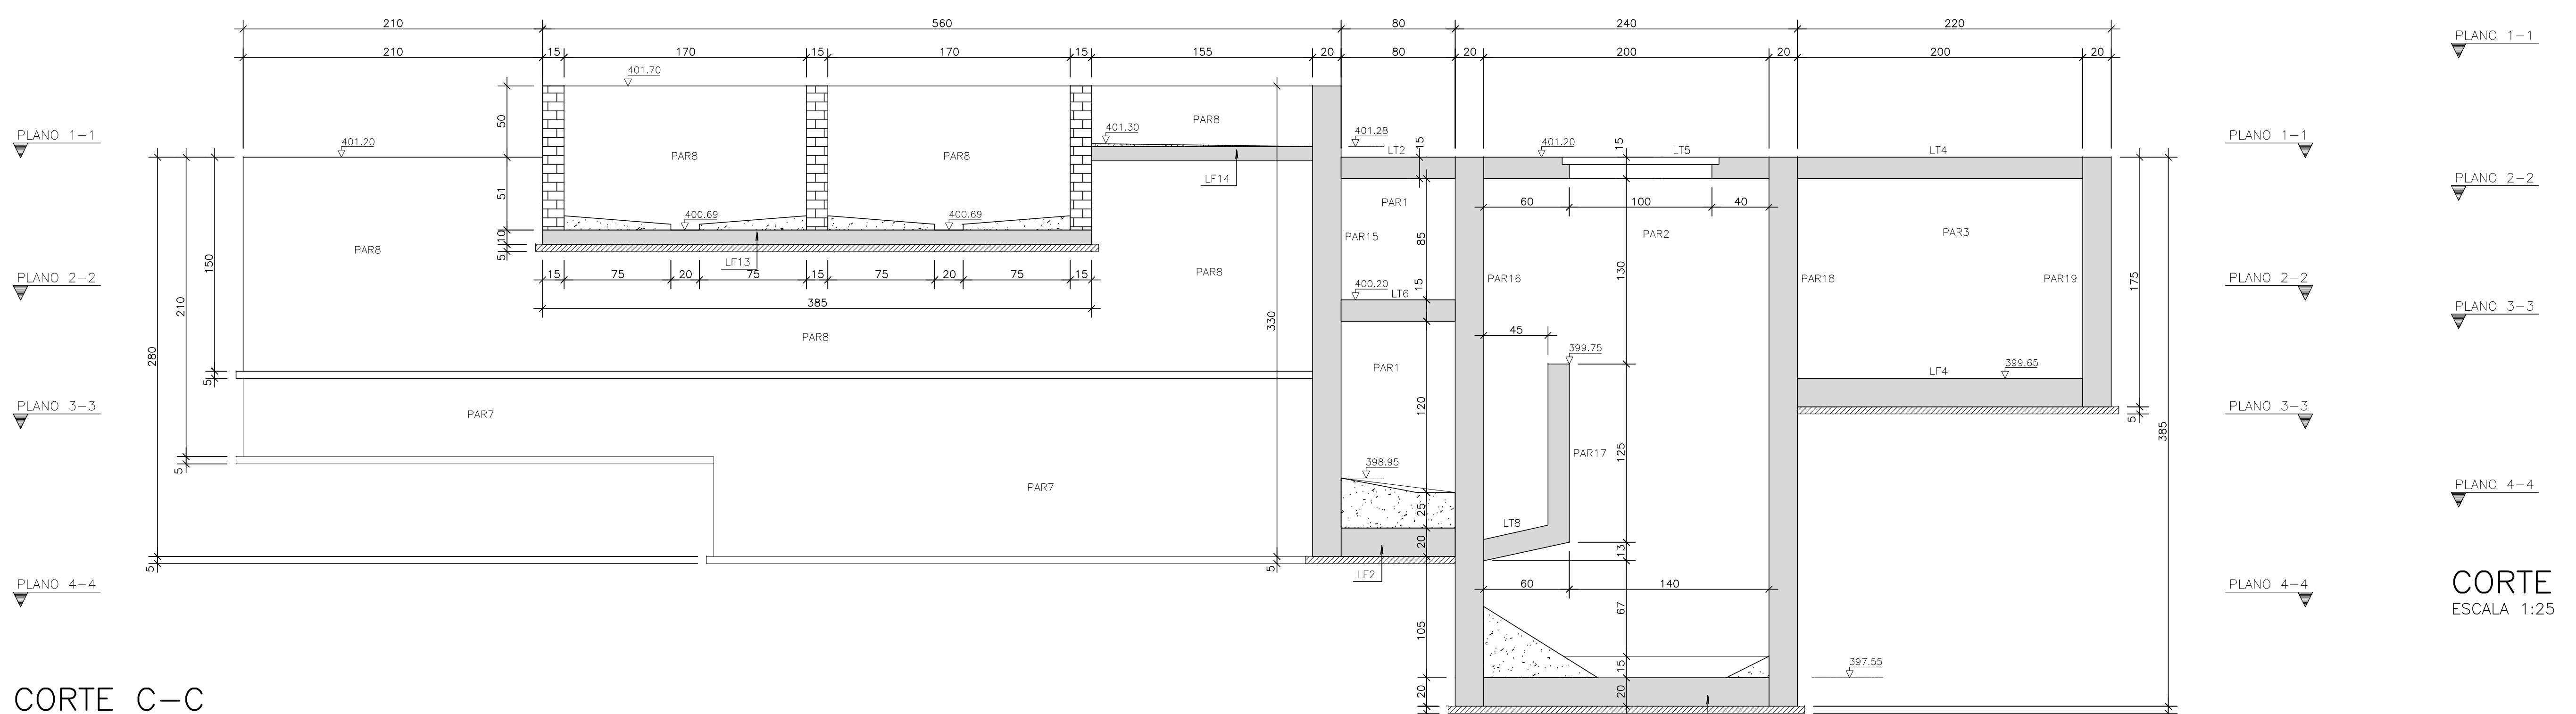 210 560 80 240 220
PLANO 1-1
210 15 170 15 170 15 155 20 80 20 200 20 200 20
401.70
50
PAR8
401.30
401.28
15
401.20
15
PLANO 1-1
401.20
PLANO 1-1
PAR8 PAR8
LT2 LT5 LT4
LF14
PLANO 2-2
51
PAR1
60 100 40
400.69 400.69
PAR15 PAR2 PAR3
10
5
PAR8
LF13
85
150
PAR8
130
PLANO 2-2
15 75 20 75 15 75 20 75 15
PAR16 PAR18 PAR19
PLANO 2-2
175
400.20
15
LT6
385
210
PLANO 3-3
330
45
PAR8
280
399.75
399.65
PAR1
LF4
5
120
PLANO 3-3
PAR7
PLANO 3-3
5
385
125
PAR17
5
398.95
PAR7
PLANO 4-4
25
LT8
20
13
5
5
LF2
PLANO 4-4
60 140
PLANO 4-4
CORTE
ESCALA 1:25
67
105
397.55
15
20
20
CORTE C-C